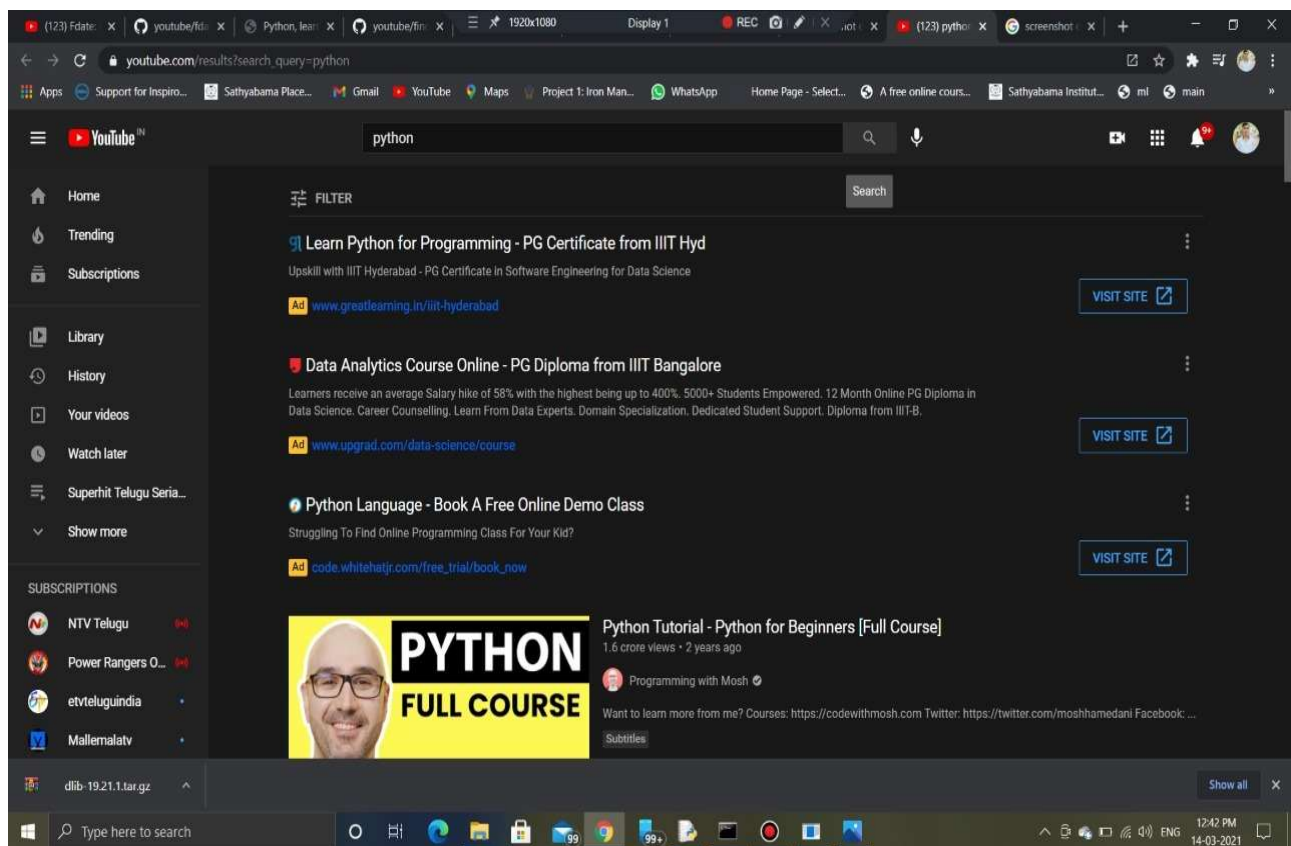 (123) Fdate: youtube/fda Python, lear youtube/fin 1920x1080 Display 1 REC (123) pythor screenshot
youtube.com/results?search_query=python
Apps Support for Inspiro... Sathyabama Place... Gmail YouTube Maps Project 1: Iron Man... WhatsApp Home Page - Select... A free online cours... Sathyabama Institut... ml main »
YouTube IN
python
9+
Search
Home
Trending
Subscriptions
Library
History
Your videos
Watch later
Superhit Telugu Seria...
Show more
SUBSCRIPTIONS
NTV Telugu
Power Rangers O...
etvteluguindia
Mallemalatv
FILTER
Learn Python for Programming - PG Certificate from IIIT Hyd
Upskill with IIIT Hyderabad - PG Certificate in Software Engineering for Data Science
Ad www.greatlearning.in/iiit-hyderabad
VISIT SITE
Data Analytics Course Online - PG Diploma from IIIT Bangalore
Learners receive an average Salary hike of 58% with the highest being up to 400%. 5000+ Students Empowered. 12 Month Online PG Diploma in
Data Science. Career Counselling. Learn From Data Experts. Domain Specialization. Dedicated Student Support. Diploma from IIIT-B.
Ad www.upgrad.com/data-science/course
VISIT SITE
Python Language - Book A Free Online Demo Class
Struggling To Find Online Programming Class For Your Kid?
Ad code.whitehatjr.com/free_trial/book_now
VISIT SITE
PYTHON
FULL COURSE
Python Tutorial - Python for Beginners [Full Course]
1.6 crore views • 2 years ago
Programming with Mosh
Want to learn more from me? Courses: https://codewithmosh.com Twitter: https://twitter.com/moshhamedani Facebook: ...
Subtitles
dlib-19.21.1.tar.gz
Show all
Type here to search
99
99+
ENG
12:42 PM
14-03-2021